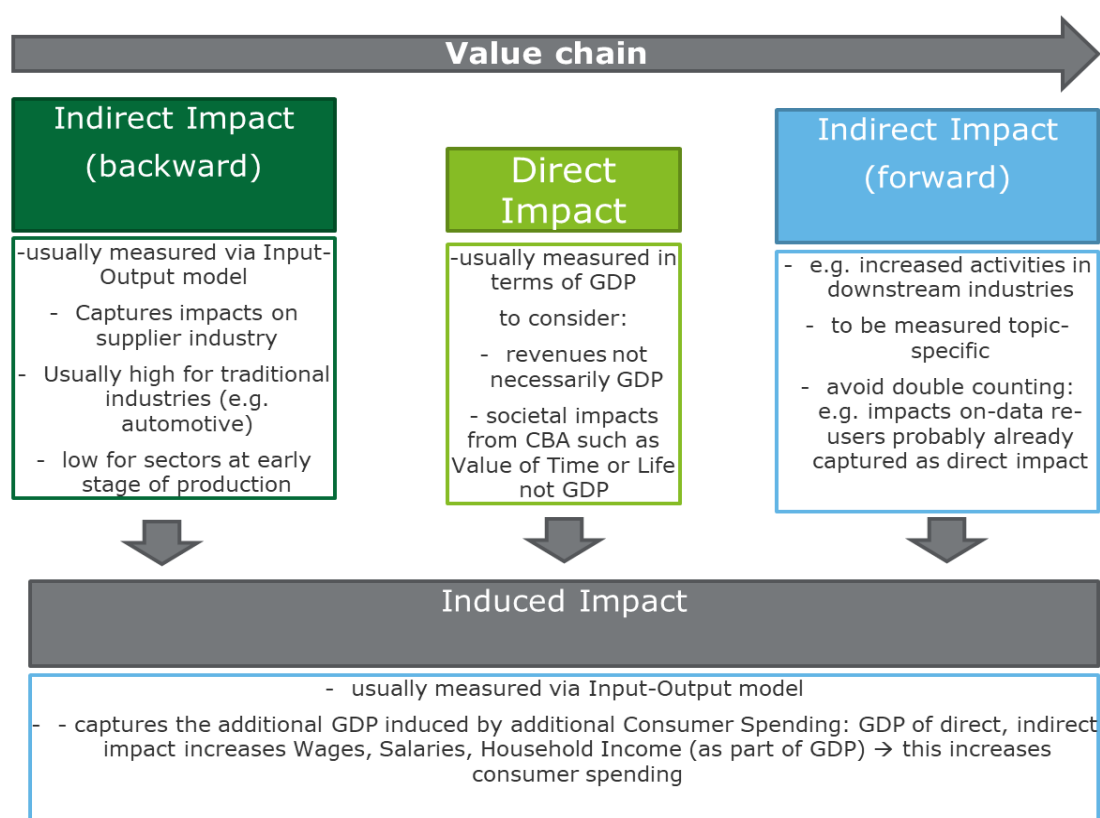 Value chain
Indirect Impact
(backward)
-usually measured via Input-
Output model
- Captures impacts on
supplier industry
- Usually high for traditional
industries (e.g.
automotive)
- low for sectors at early
stage of production
Direct
Impact
-usually measured in
terms of GDP
to consider:
- revenues not
necessarily GDP
- societal impacts
from CBA such as
Value of Time or Life
not GDP
Indirect Impact
(forward)
- e.g. increased activities in
downstream industries
- to be measured topic-
specific
- avoid double counting:
e.g. impacts on-data re-
users probably already
captured as direct impact
Induced Impact
- usually measured via Input-Output model
- - captures the additional GDP induced by additional Consumer Spending: GDP of direct, indirect
impact increases Wages, Salaries, Household Income (as part of GDP) → this increases
consumer spending